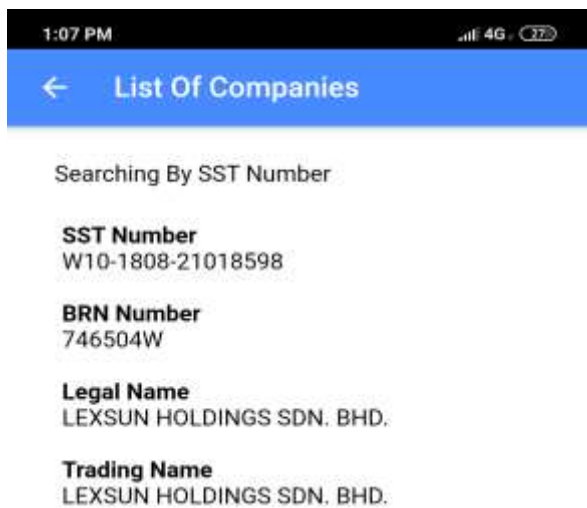 1:07 PM
4G 27
List Of Companies
Searching By SST Number
SST Number
W10-1808-21018598
BRN Number
746504W
Legal Name
LEXSUN HOLDINGS SDN. BHD.
Trading Name
LEXSUN HOLDINGS SDN. BHD.